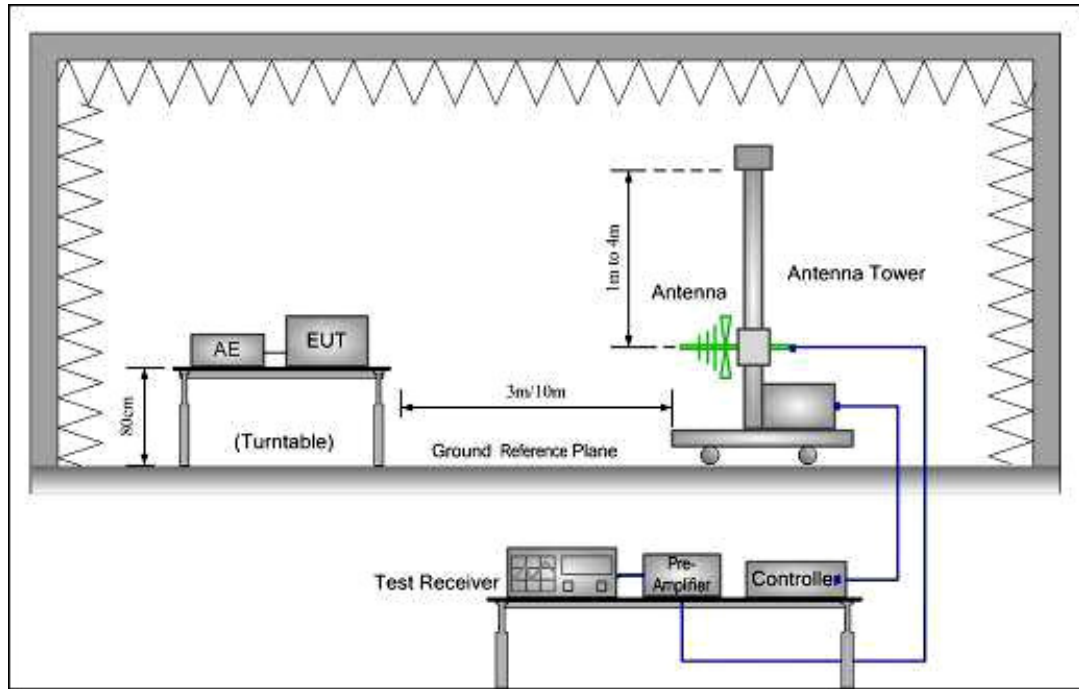 1m to 4m
Antenna Tower
Antenna
AE
EUT
3m/10m
80cm
(Turntable)
Ground Reference Plane
Test Receiver
Pre-
Amplifier
Controller